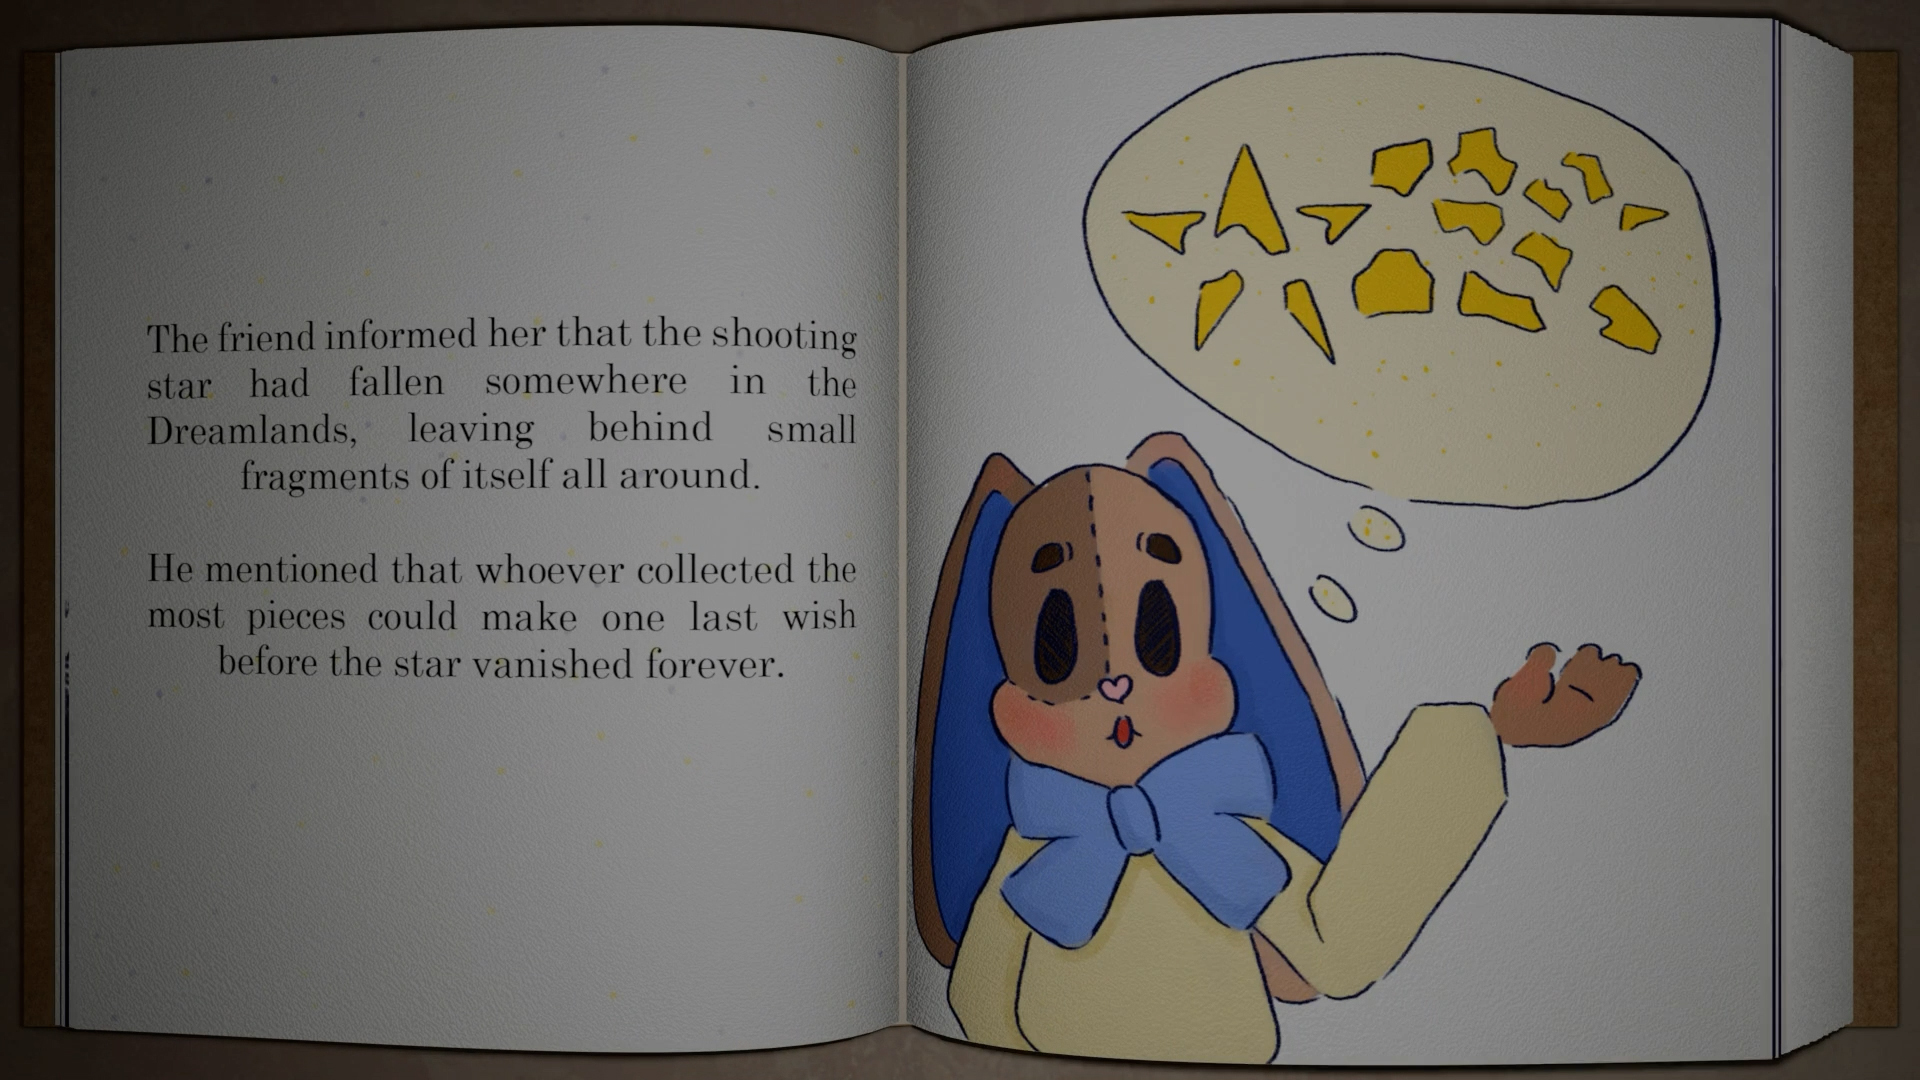 The friend informed her that the shooting
star had fallen somewhere in the
Dreamlands, leaving behind small
fragments of itself all around.
He mentioned that whoever collected the
most pieces could make one last wish
before the star vanished forever.